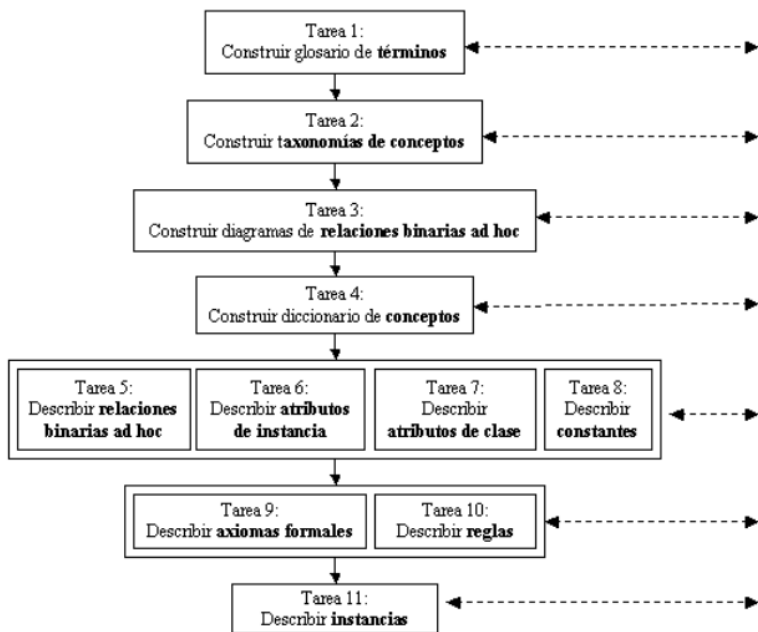 Tarea 1:
Construir glosario de términos
Tarea 2:
Construir taxonomías de conceptos
Tarea 3:
Construir diagramas de relaciones binarias ad hoc
Tarea 4:
Construir diccionario de conceptos
Tarea 5:
Describir relaciones
binarias ad hoc
Tarea 6:
Describir atributos
de instancia
Tarea 7:
Describir
atributos de clase
Tarea 8:
Describir
constantes
Tarea 9:
Describir axiomas formales
Tarea 10:
Describir reglas
Tarea 11:
Describir instancias